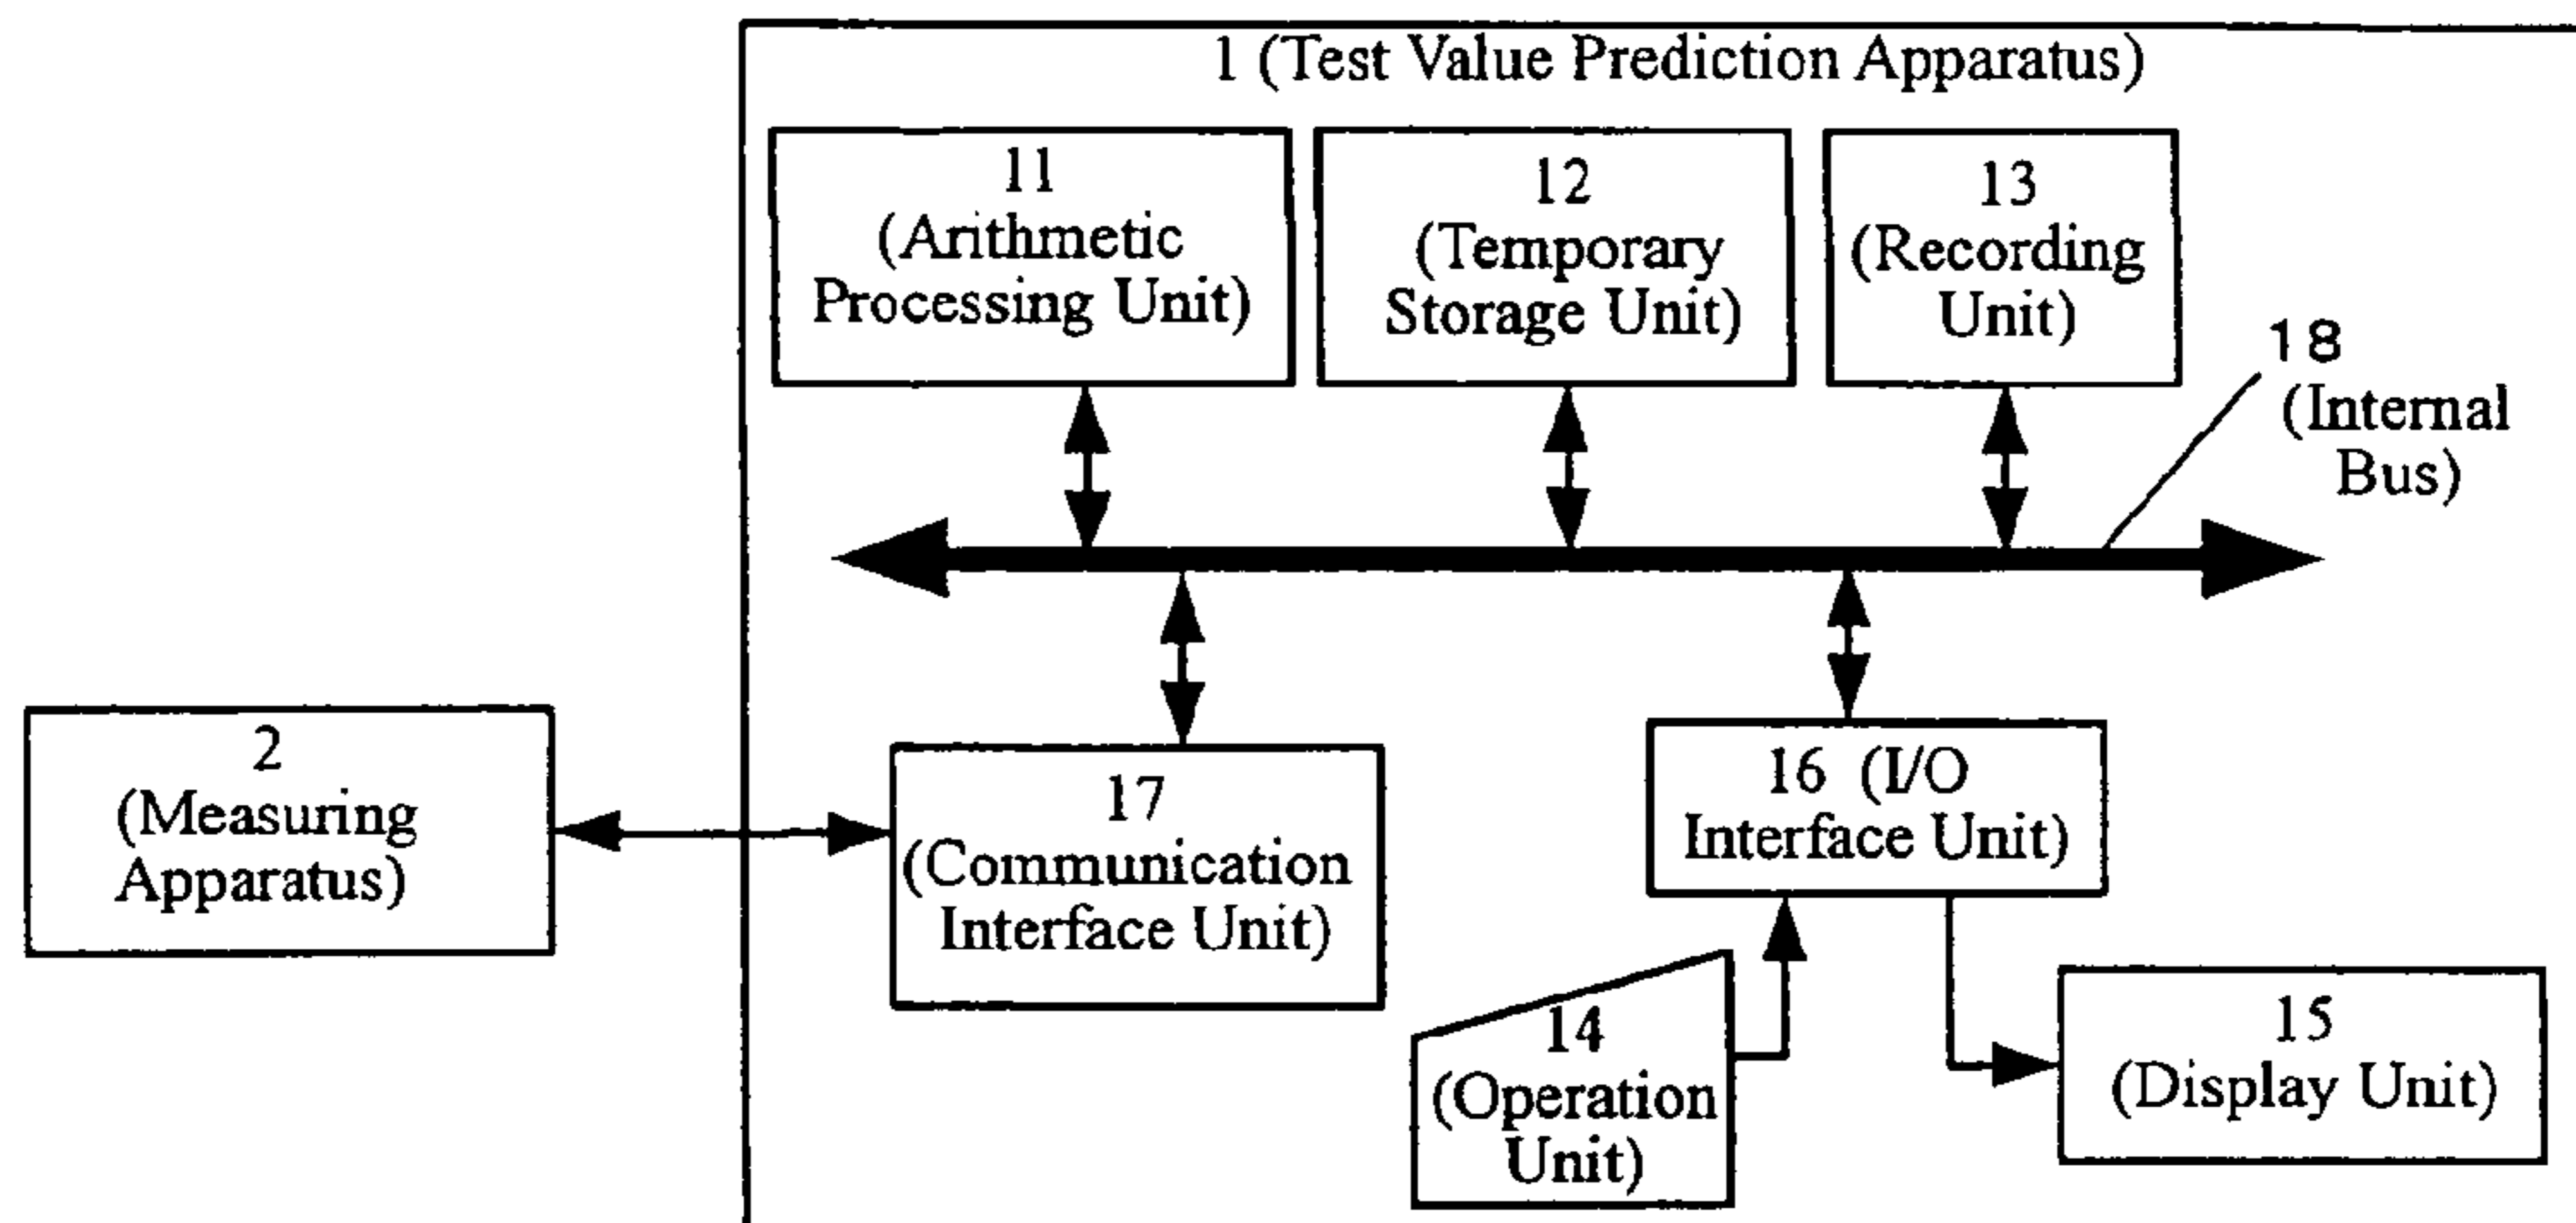 1 (Test Value Prediction Apparatus)
11
(Arithmetic
Processing Unit)
12
(Temporary
Storage Unit)
13
(Recording
Unit)
18
(Internal
Bus)
2
(Measuring
Apparatus)
17
(Communication
Interface Unit)
16 (I/O
Interface Unit)
14
(Operation
Unit)
15
(Display Unit)